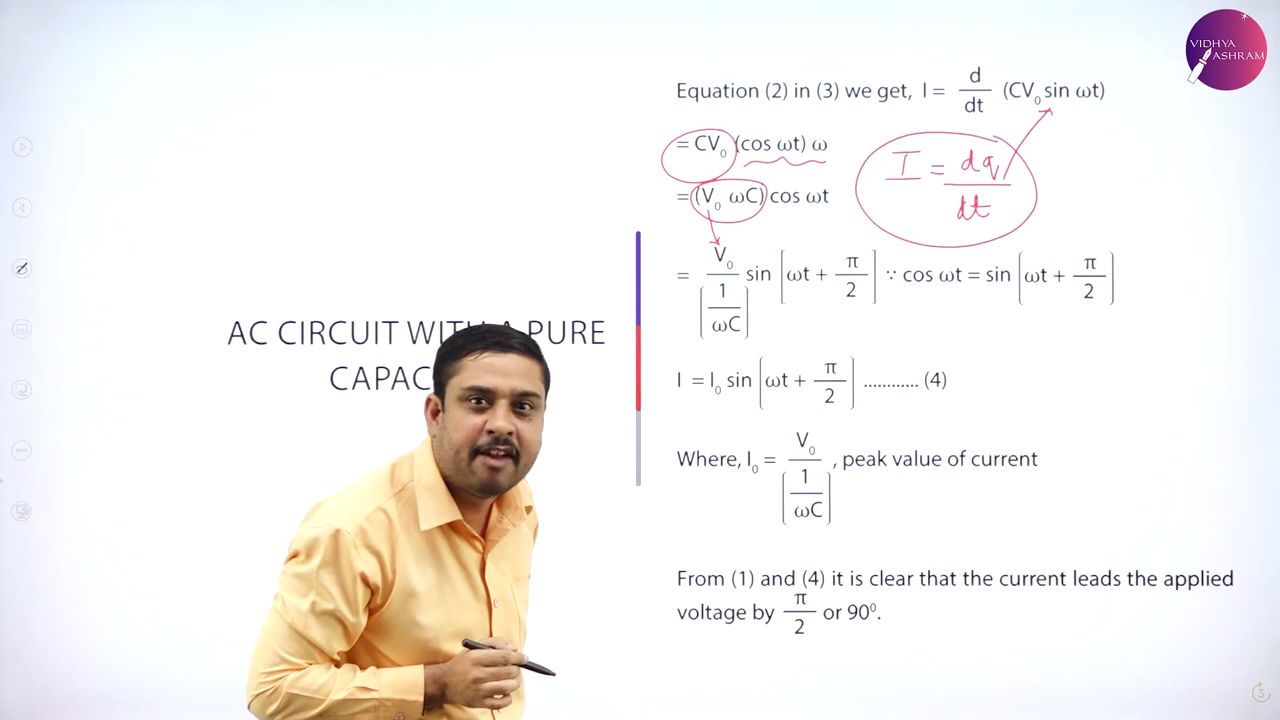 VIDHYA
ASHRAM
Equation (2) in (3) we get, I = d/dt (CV₀ sin ωt)
= CV₀ (cos ωt) ω
I = dq/dt
= (V₀ ωC) cos ωt
= V₀/[1/ωC] sin [ωt + π/2] ∵ cos ωt = sin [ωt + π/2]
AC CIRCUIT WITH A PURE
CAPAC
I = I₀ sin [ωt + π/2] ............ (4)
Where, I₀ = V₀/[1/ωC] , peak value of current
From (1) and (4) it is clear that the current leads the applied
voltage by π/2 or 90⁰.
3